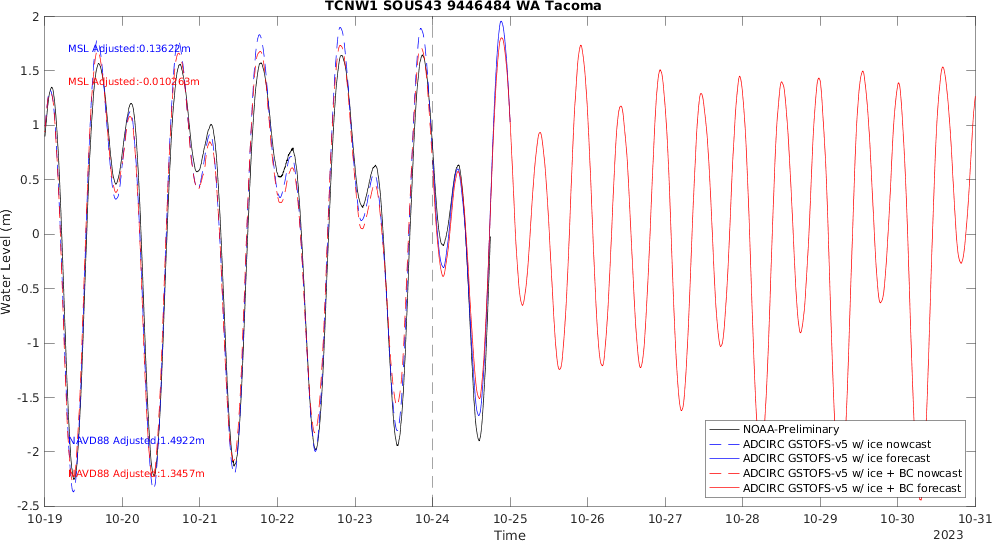 TCNW1 SOUS43 9446484 WA Tacoma
2
1.5
1
0.5
0
-0.5
-1
-1.5
-2
-2.5
Water Level (m)
MSL Adjusted:0.13622m
MSL Adjusted:-0.010263m
NAVD88 Adjusted:1.4922m
NAVD88 Adjusted:1.3457m
NOAA-Preliminary
ADCIRC GSTOFS-v5 w/ ice nowcast
ADCIRC GSTOFS-v5 w/ ice forecast
ADCIRC GSTOFS-v5 w/ ice + BC nowcast
ADCIRC GSTOFS-v5 w/ ice + BC forecast
10-19 10-20 10-21 10-22 10-23 10-24 10-25 10-26 10-27 10-28 10-29 10-30 10-31
Time
2023